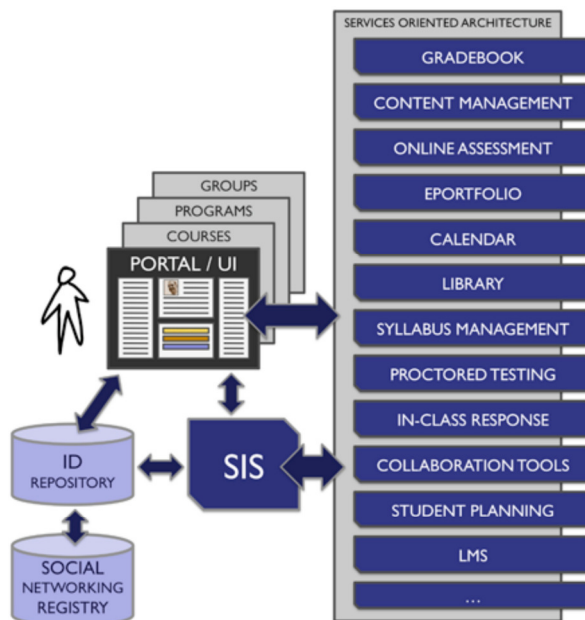 SERVICES ORIENTED ARCHITECTURE
GRADEBOOK
CONTENT MANAGEMENT
ONLINE ASSESSMENT
EPORTFOLIO
CALENDAR
LIBRARY
SYLLABUS MANAGEMENT
PROCTORED TESTING
IN-CLASS RESPONSE
COLLABORATION TOOLS
STUDENT PLANNING
LMS
...
GROUPS
PROGRAMS
COURSES
PORTAL / UI
SIS
ID
REPOSITORY
SOCIAL
NETWORKING
REGISTRY